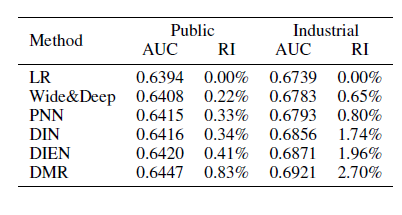 Method Public Industrial
AUC RI AUC RI
LR 0.6394 0.00% 0.6739 0.00%
Wide&Deep 0.6408 0.22% 0.6783 0.65%
PNN 0.6415 0.33% 0.6793 0.80%
DIN 0.6416 0.34% 0.6856 1.74%
DIEN 0.6420 0.41% 0.6871 1.96%
DMR 0.6447 0.83% 0.6921 2.70%